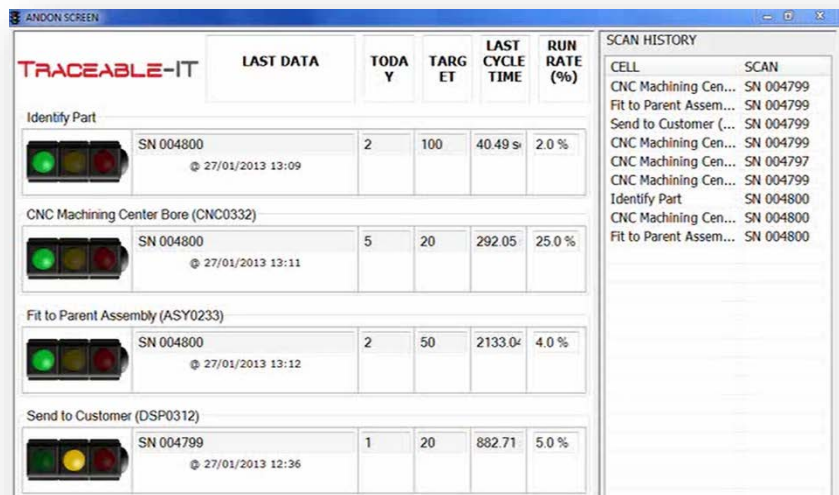 ANDON SCREEN
TRACEABLE-IT
LAST DATA
TODA
Y
TARG
ET
LAST
CYCLE
TIME
RUN
RATE
(%)
Identify Part
SN 004800 2 100 40.49 s 2.0 %
@ 27/01/2013 13:09
CNC Machining Center Bore (CNC0332)
SN 004800 5 20 292.05 25.0 %
@ 27/01/2013 13:11
Fit to Parent Assembly (ASY0233)
SN 004800 2 50 2133.04 4.0 %
@ 27/01/2013 13:12
Send to Customer (DSP0312)
SN 004799 1 20 882.71 5.0 %
@ 27/01/2013 12:36
SCAN HISTORY
CELL SCAN
CNC Machining Cen... SN 004799
Fit to Parent Assem... SN 004799
Send to Customer (... SN 004799
CNC Machining Cen... SN 004799
CNC Machining Cen... SN 004797
CNC Machining Cen... SN 004799
Identify Part SN 004800
CNC Machining Cen... SN 004800
Fit to Parent Assem... SN 004800